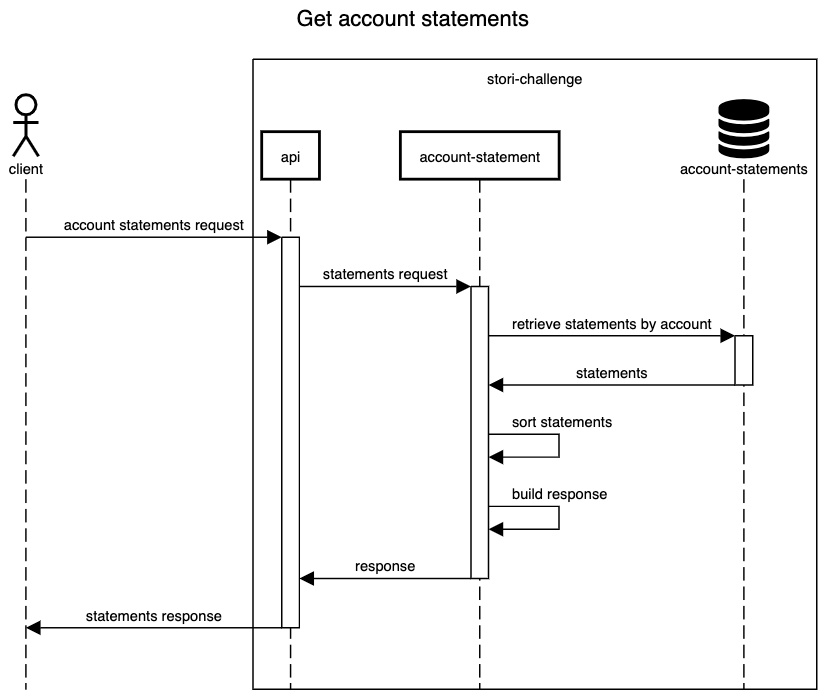 Get account statements
stori-challenge
client
api
account-statement
account-statements
account statements request
statements request
retrieve statements by account
statements
sort statements
build response
response
statements response